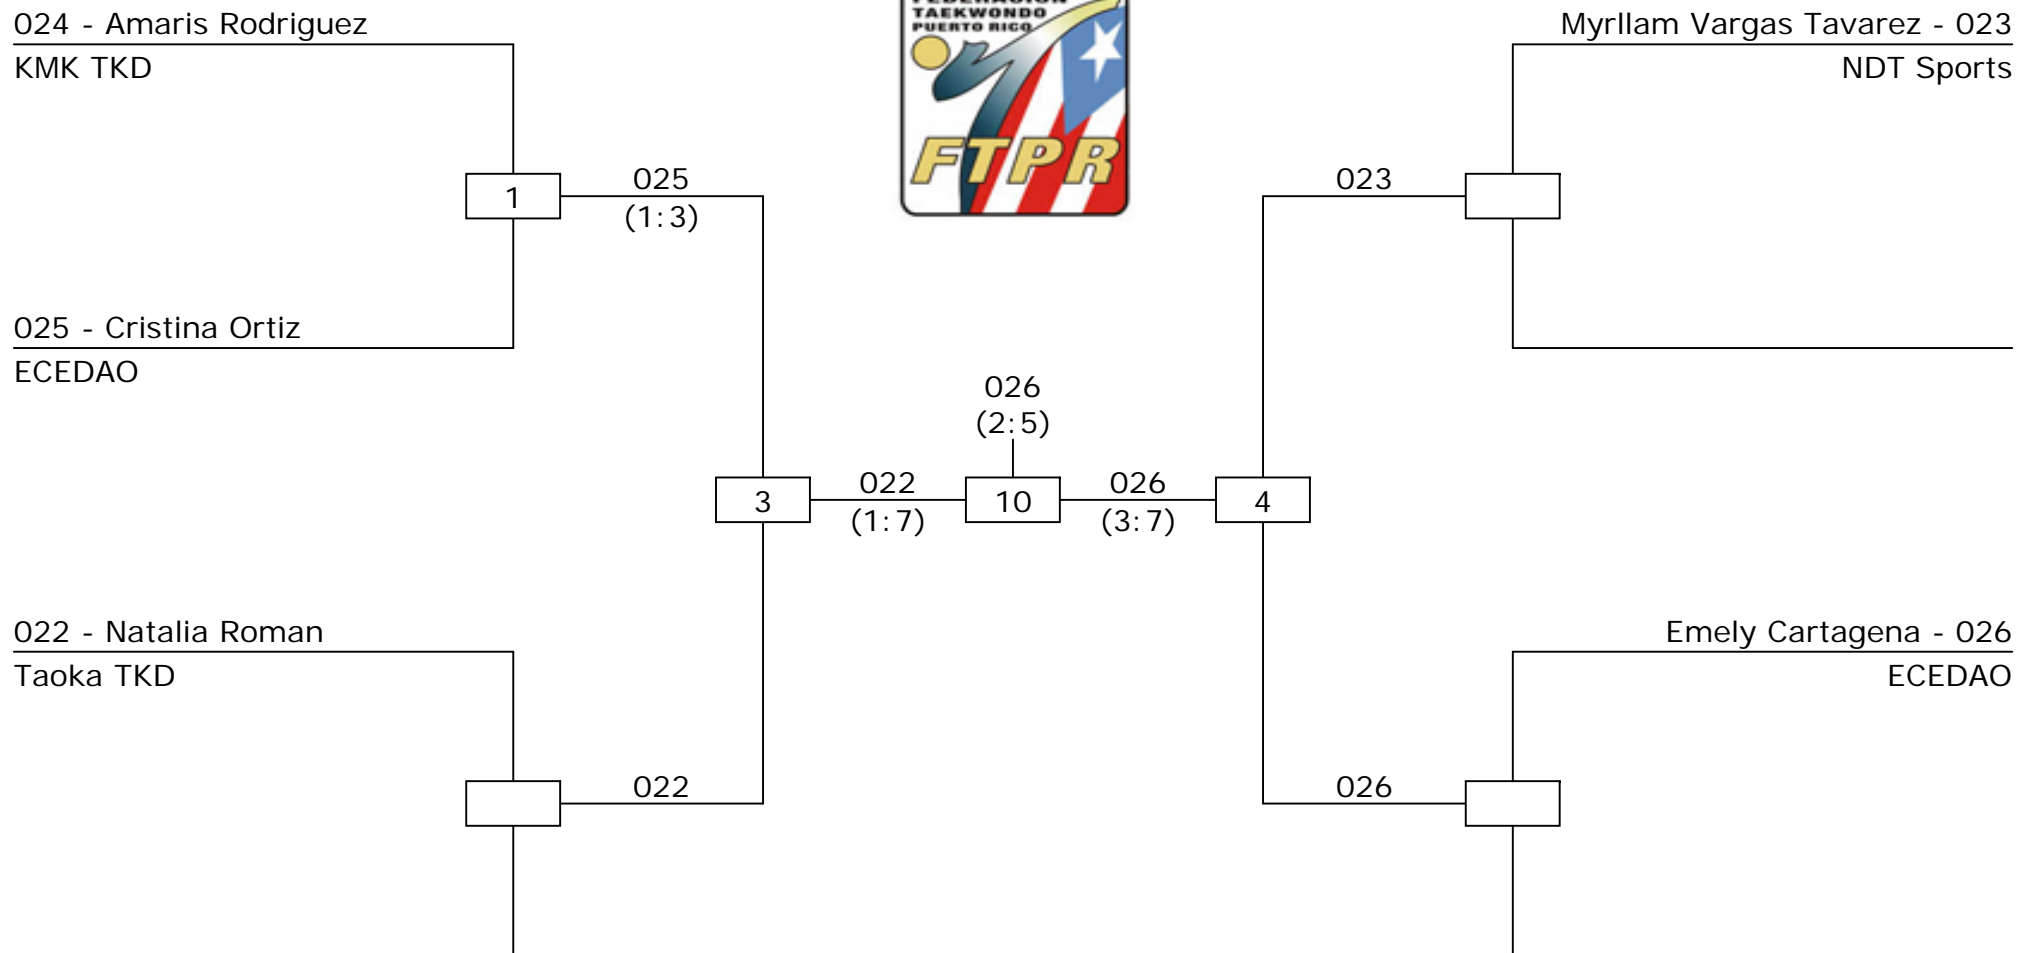 FEDERACION
TAEKWONDO
PUERTO RICO
FTPR
024 - Amaris Rodriguez
KMK TKD
Myrllam Vargas Tavarez - 023
NDT Sports
1
025
(1:3)
023
025 - Cristina Ortiz
ECEDAO
026
(2:5)
3
022
(1:7)
10
026
(3:7)
4
022 - Natalia Roman
Taoka TKD
Emely Cartagena - 026
ECEDAO
022
026